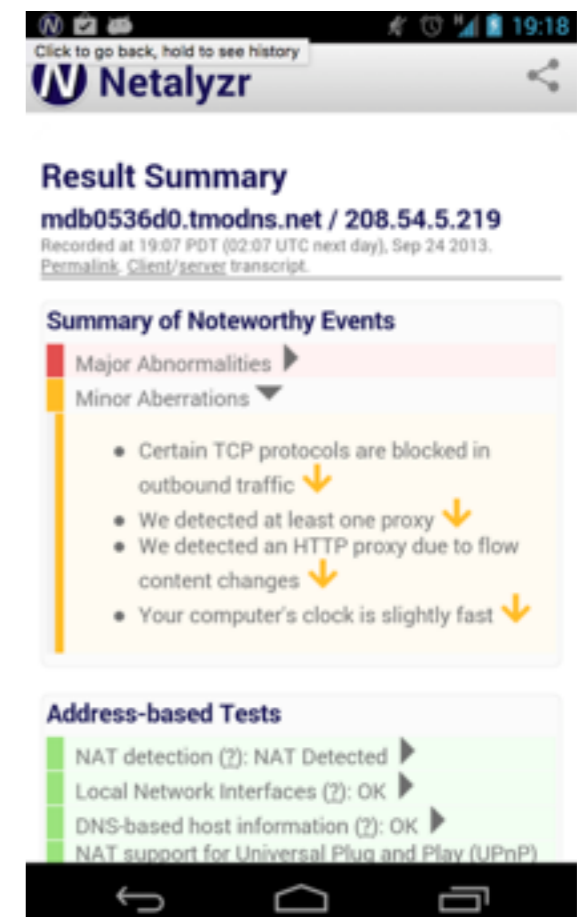 19:18
Click to go back, hold to see history
Netalyzr
Result Summary
mdb0536d0.tmodns.net / 208.54.5.219
Recorded at 19:07 PDT (02:07 UTC next day), Sep 24 2013.
Permalink. Client/server transcript.
Summary of Noteworthy Events
Major Abnormalities
Minor Aberrations
Certain TCP protocols are blocked in
outbound traffic
We detected at least one proxy
We detected an HTTP proxy due to flow
content changes
Your computer's clock is slightly fast
Address-based Tests
NAT detection (?): NAT Detected
Local Network Interfaces (?): OK
DNS-based host information (?): OK
NAT support for Universal Plug and Play (UPnP)